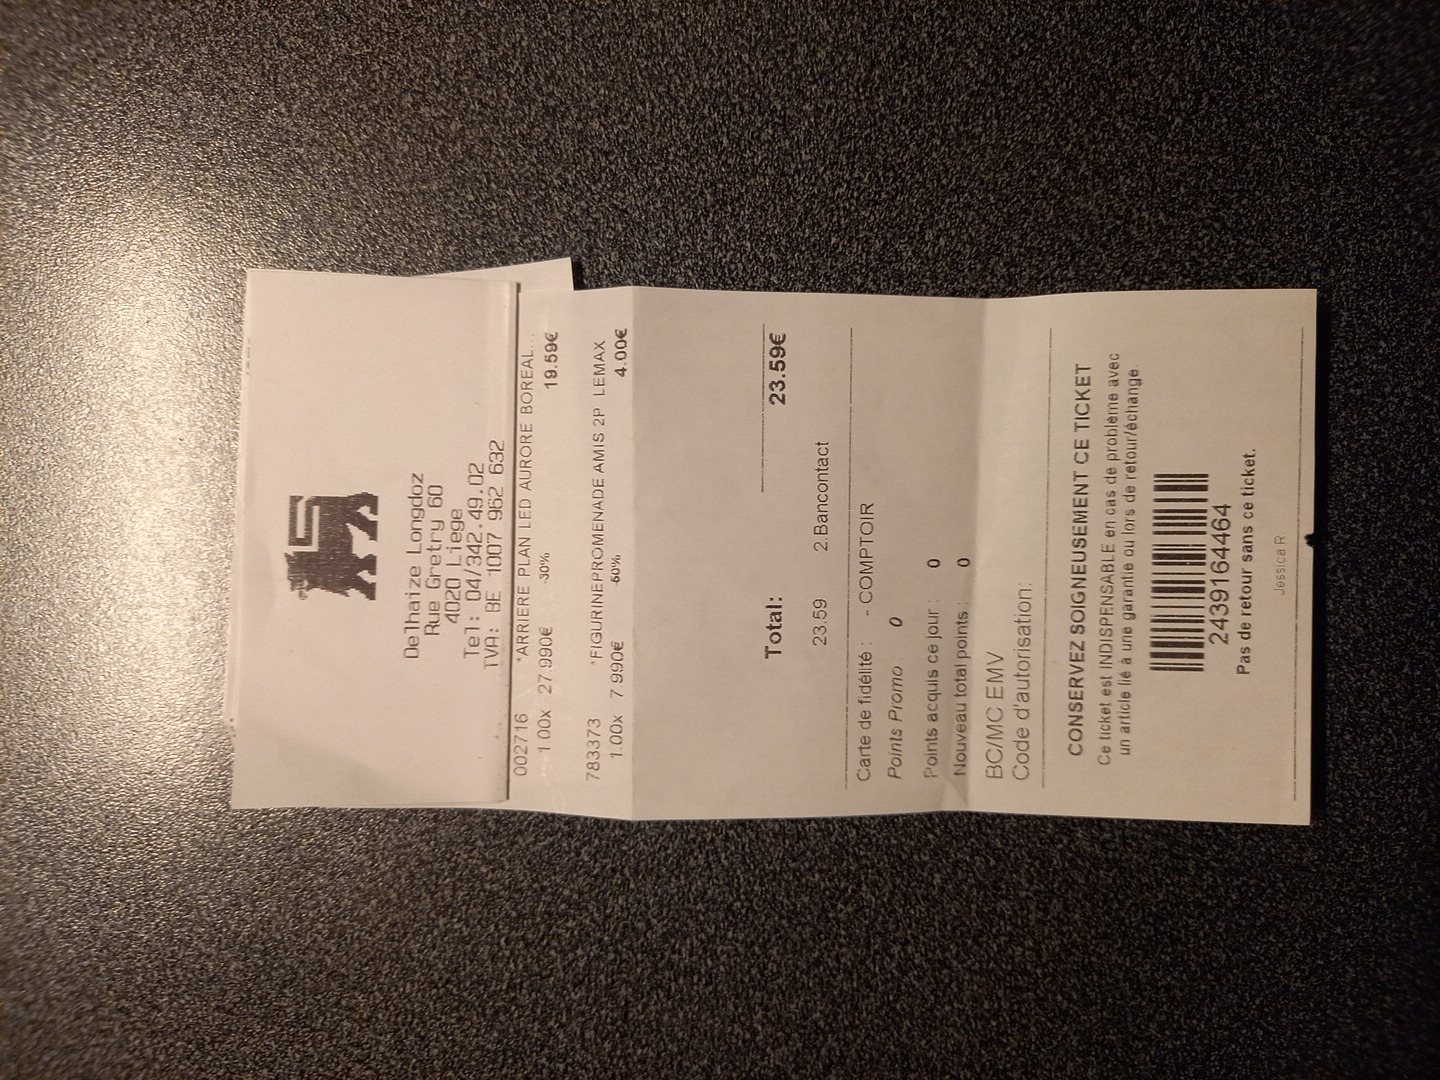 Delhaize Longdoz
Rue Gretry 60
4020 Liege
Tel: 04/342.49.02
TVA: BE 1007 962 632
002716 *ARRIERE PLAN LED AURORE BOREAL...
1.00x 27.990€ -30% 19.59€
783373 *FIGURINEPROMENADE AMIS 2P LEMAX
1.00x 7.990€ -50% 4.00€
Total: 23.59€
23.59 2.Bancontact
Carte de fidélité : - COMPTOIR
Points Promo 0
Points acquis ce jour : 0
Nouveau total points : 0
BC/MC EMV
Code d'autorisation:
CONSERVEZ SOIGNEUSEMENT CE TICKET
Ce ticket est INDISPENSABLE en cas de problème avec
un article lié à une garantie ou lors de retour/échange.
2439164464
Pas de retour sans ce ticket.
Jessica R